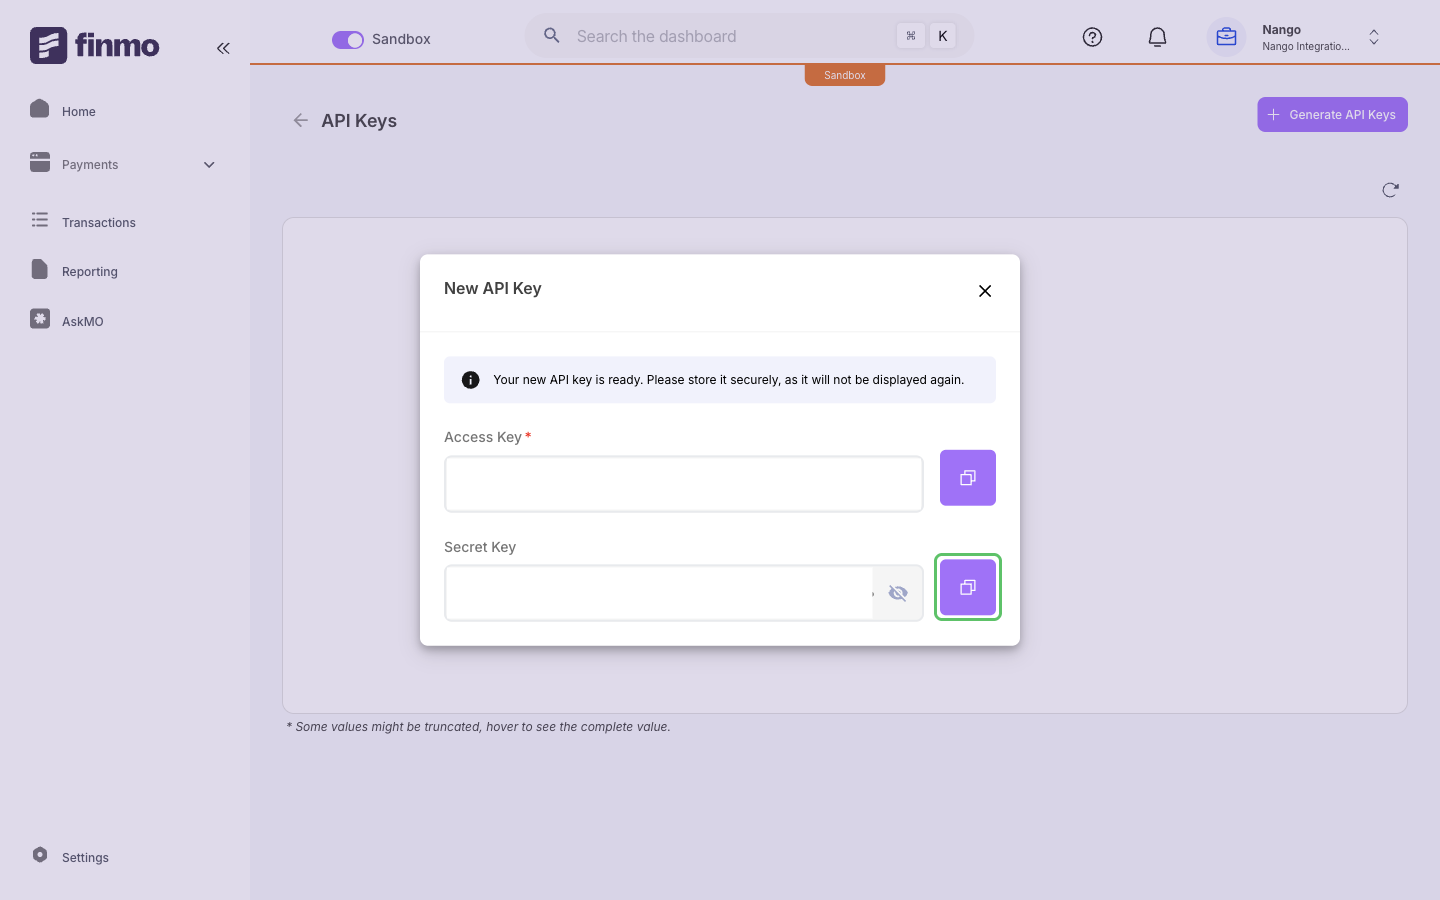 finmo
Sandbox
Search the dashboard
⌘ K
Nango
Nango Integratio...
Sandbox
Home
Payments
Transactions
Reporting
AskMO
Settings
API Keys
Generate API Keys
New API Key
Your new API key is ready. Please store it securely, as it will not be displayed again.
Access Key *
Secret Key
* Some values might be truncated, hover to see the complete value.